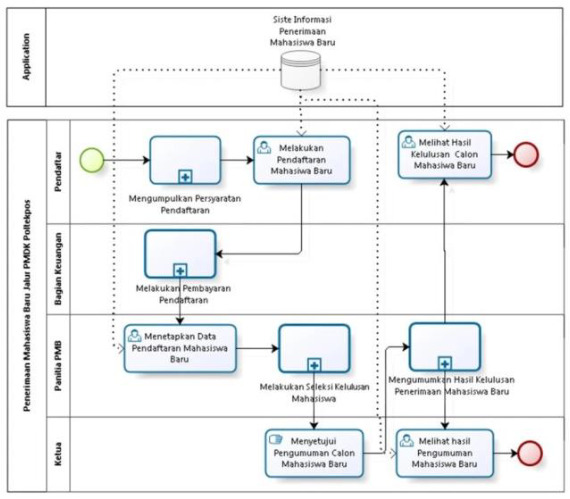 Siste Informasi
Penerimaan
Mahasiswa Baru
Application
Penerimaan Mahasiswa Baru Jalur PMDK Poltekpos
Pendaftar
Mengumpulkan Persyaratan
Pendaftaran
Melakukan
Pendaftaran
Mahasiwa Baru
Melihat Hasil
Kelulusan Calon
Mahasiswa Baru
Bagian Keuangan
Melakukan Pembayaran
Pendaftaran
Panilia PMB
Menetapkan Data
Pendaftaran Mahasiswa
Baru
Melakukan Seleksi Kelulusan
Mahasiswa
Mengumumkan Hasil Kelulusan
Penerimaan Mahasiswa Baru
Ketua
Menyetujui
Pengumuman Calon
Mahasiswa Baru
Melihat hasil
Pengumuman
Mahasiswa Baru